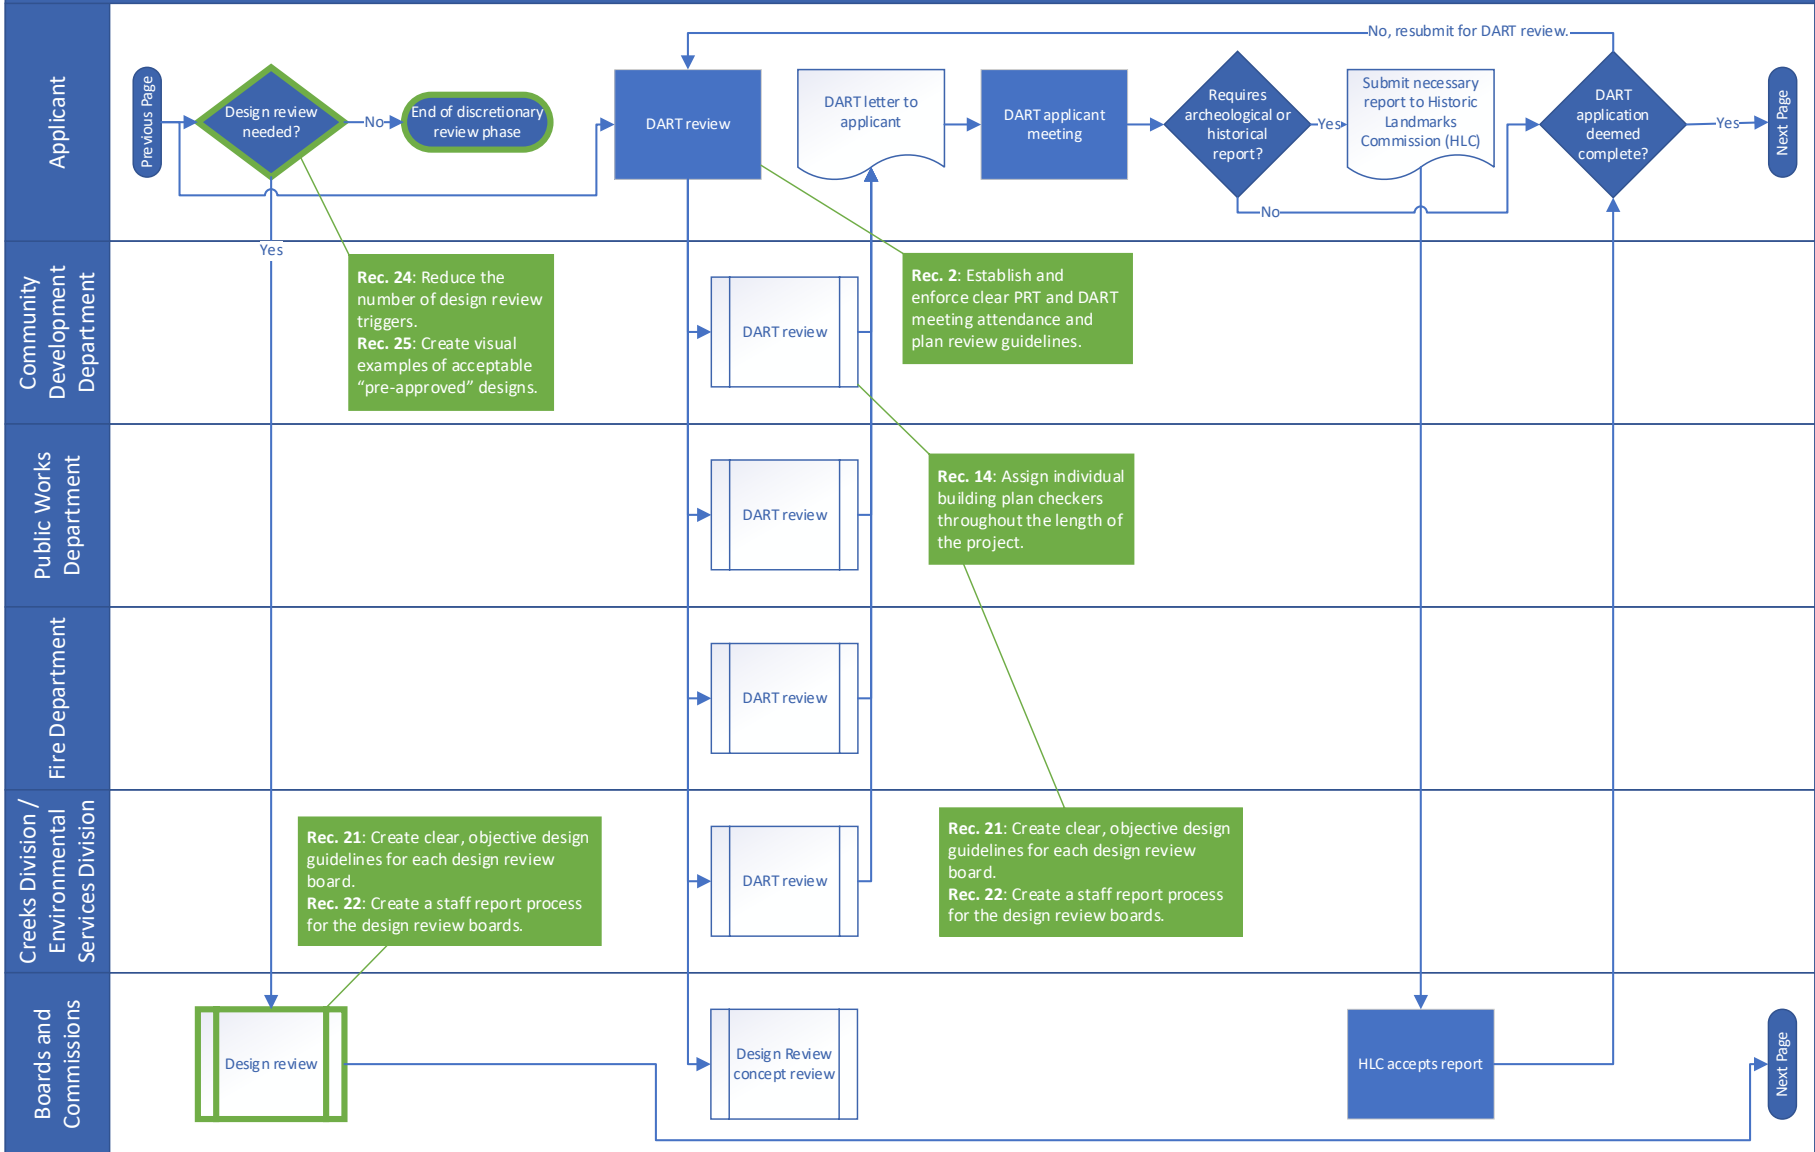 Applicant
Previous Page
Design review
needed?
No
End of discretionary
review phase
Yes
DART review
DART letter to
applicant
DART applicant
meeting
Requires
archeological or
historical
report?
Yes
No
Submit necessary
report to Historic
Landmarks
Commission (HLC)
No, resubmit for DART review.
DART
application
deemed
complete?
Yes
Next Page
Community
Development
Department
Rec. 24: Reduce the
number of design review
triggers.
Rec. 25: Create visual
examples of acceptable
“pre-approved” designs.
DART review
Rec. 2: Establish and
enforce clear PRT and DART
meeting attendance and
plan review guidelines.
Public Works
Department
DART review
Rec. 14: Assign individual
building plan checkers
throughout the length of
the project.
Fire Department
DART review
Creeks Division /
Environmental
Services Division
Rec. 21: Create clear, objective design
guidelines for each design review
board.
Rec. 22: Create a staff report process
for the design review boards.
DART review
Rec. 21: Create clear, objective design
guidelines for each design review
board.
Rec. 22: Create a staff report process
for the design review boards.
Boards and
Commissions
Design review
Design Review
concept review
HLC accepts report
Next Page